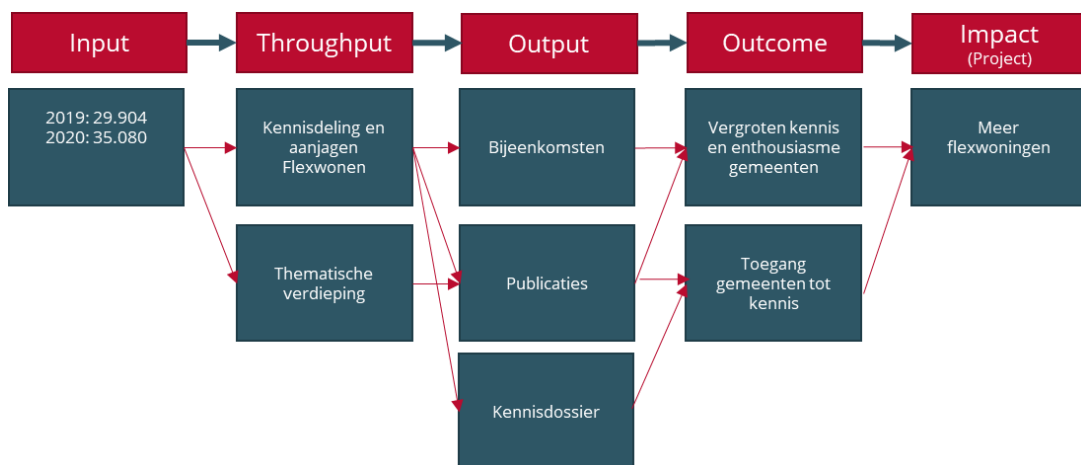 Input
Throughput
Output
Outcome
Impact
(Project)
2019: 29.904
2020: 35.080
Kennisdeling en
aanjagen
Flexwonen
Bijeenkomsten
Vergroten kennis
en enthousiasme
gemeenten
Meer
flexwoningen
Thematische
verdieping
Publicaties
Toegang
gemeenten tot
kennis
Kennisdossier